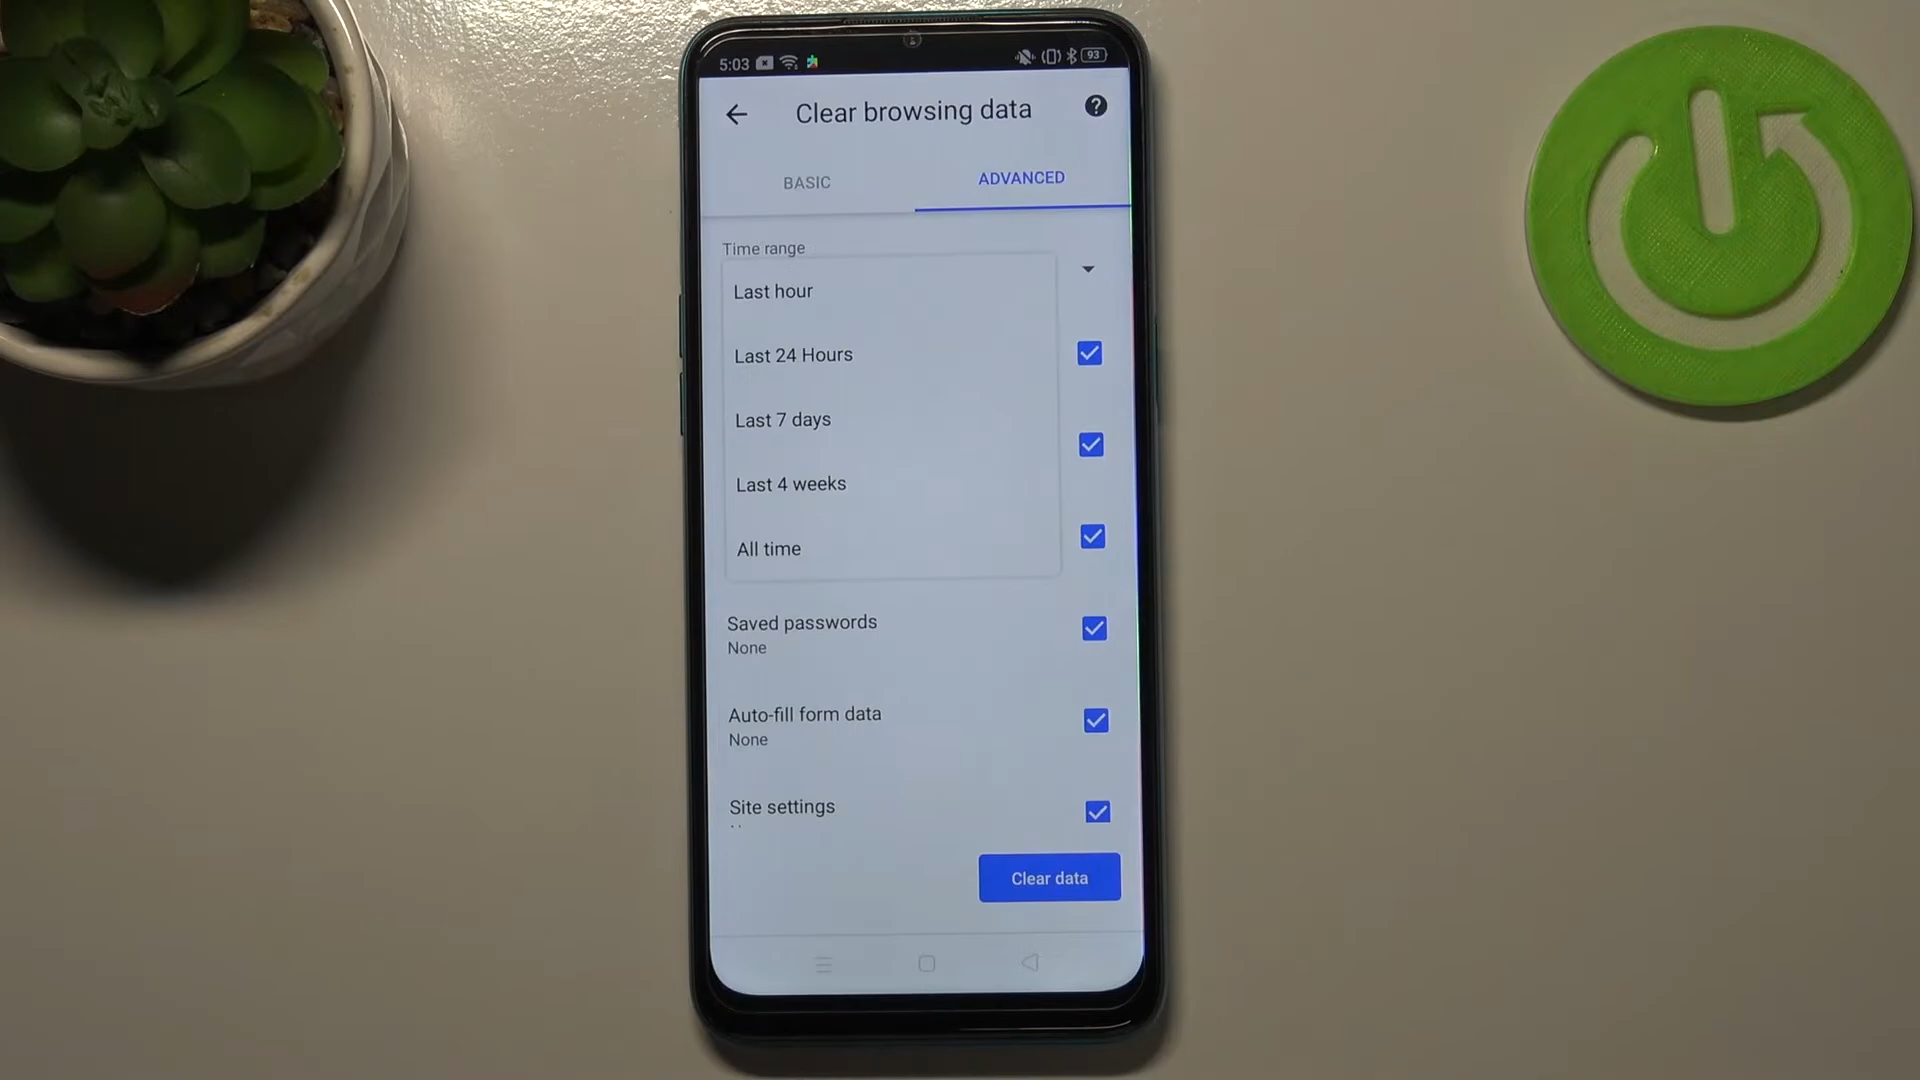 5:03
93
Clear browsing data
BASIC
ADVANCED
Time range
Last hour
Last 24 Hours
Last 7 days
Last 4 weeks
All time
Saved passwords
None
Auto-fill form data
None
Site settings
Clear data